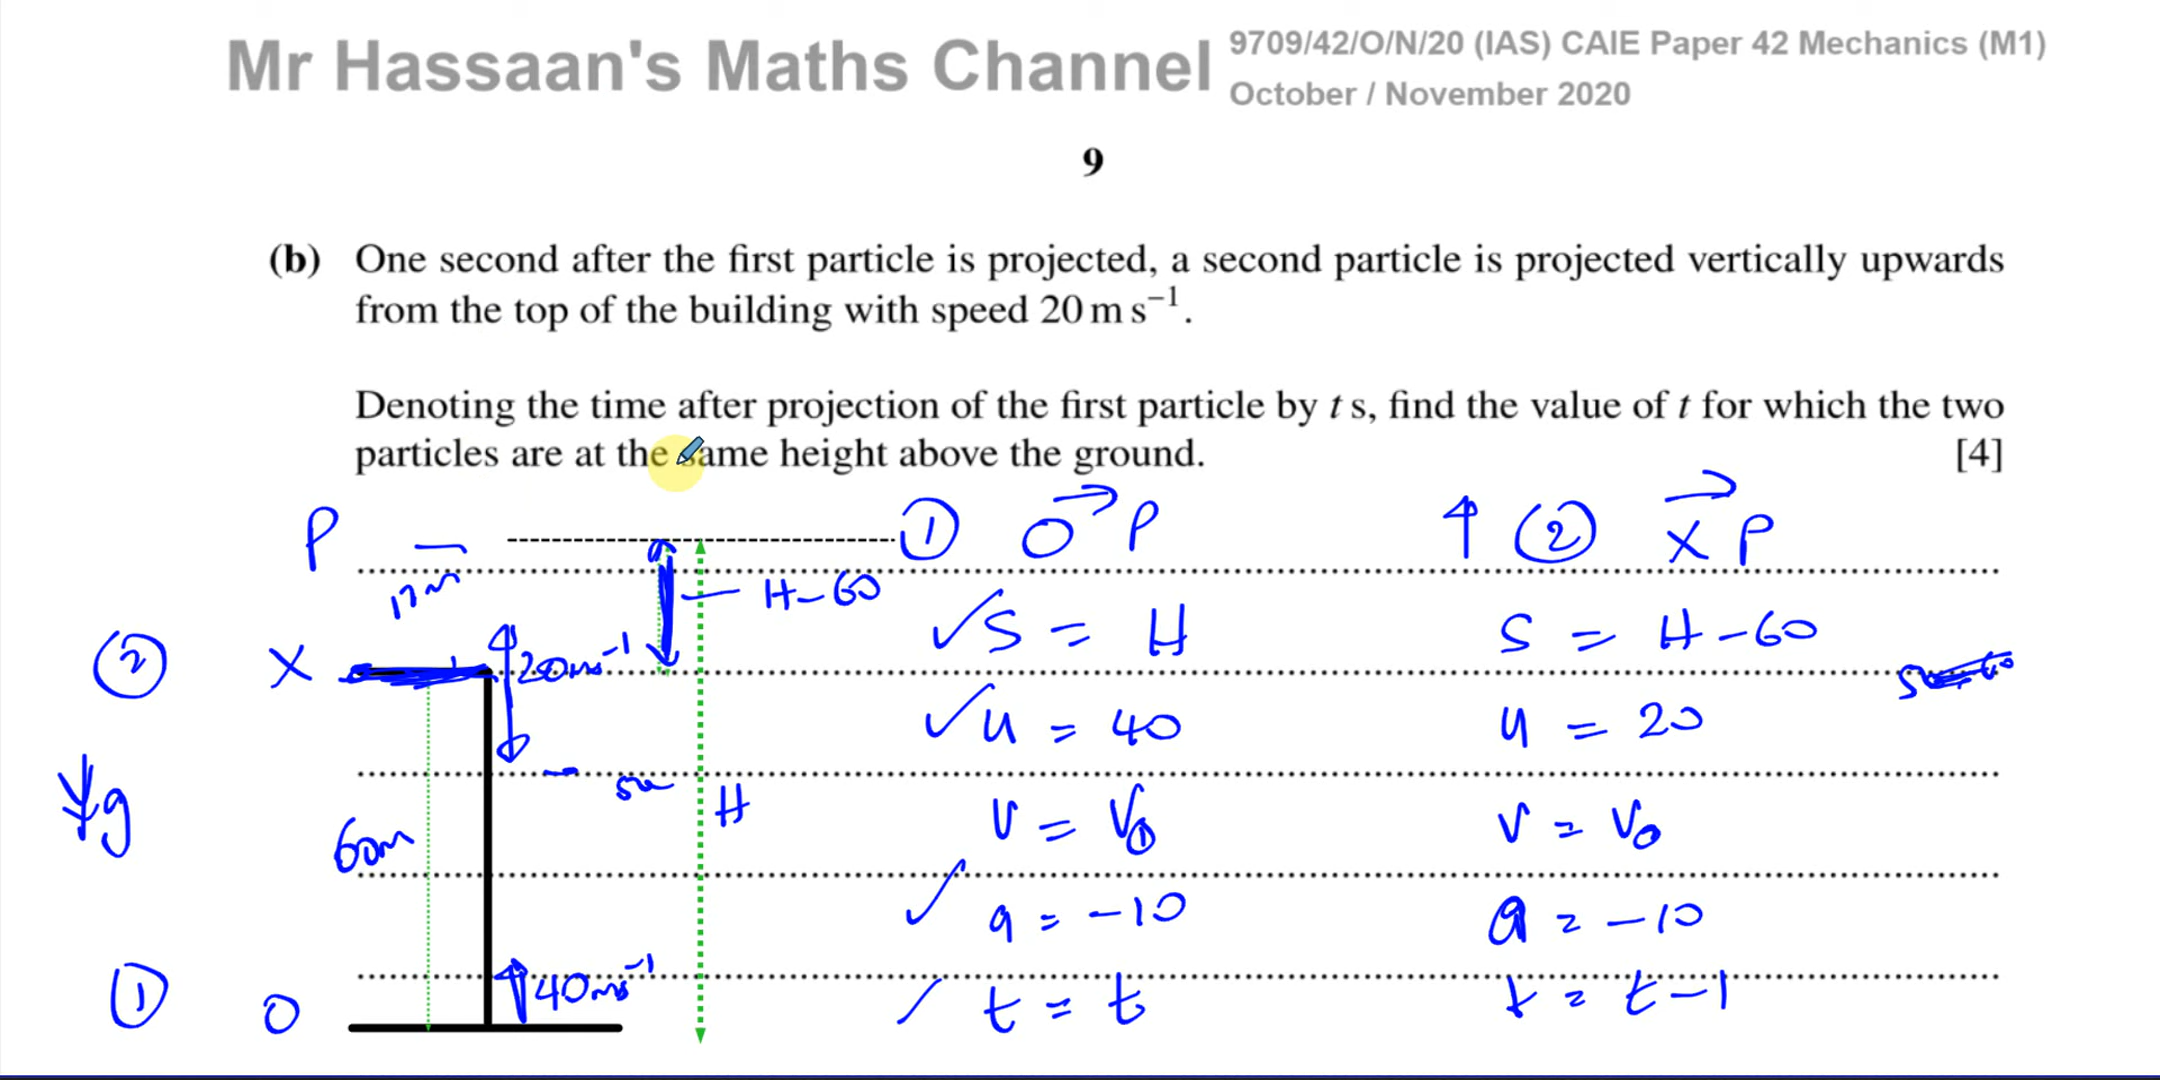 Mr Hassaan's Maths Channel
9709/42/O/N/20 (IAS) CAIE Paper 42 Mechanics (M1)
October / November 2020
9
(b) One second after the first particle is projected, a second particle is projected vertically upwards
from the top of the building with speed 20 m s⁻¹.
Denoting the time after projection of the first particle by t s, find the value of t for which the two
particles are at the same height above the ground. [4]
P
① O→P
↑ ② XP→
H-60
✓ S = H
S = H-60
② X
20ms⁻¹
✓ u = 40
u = 20
g
60m
H
v = V
v = V
✓ a = -10
a = -10
① O
40ms⁻¹
t = t
t = t-1